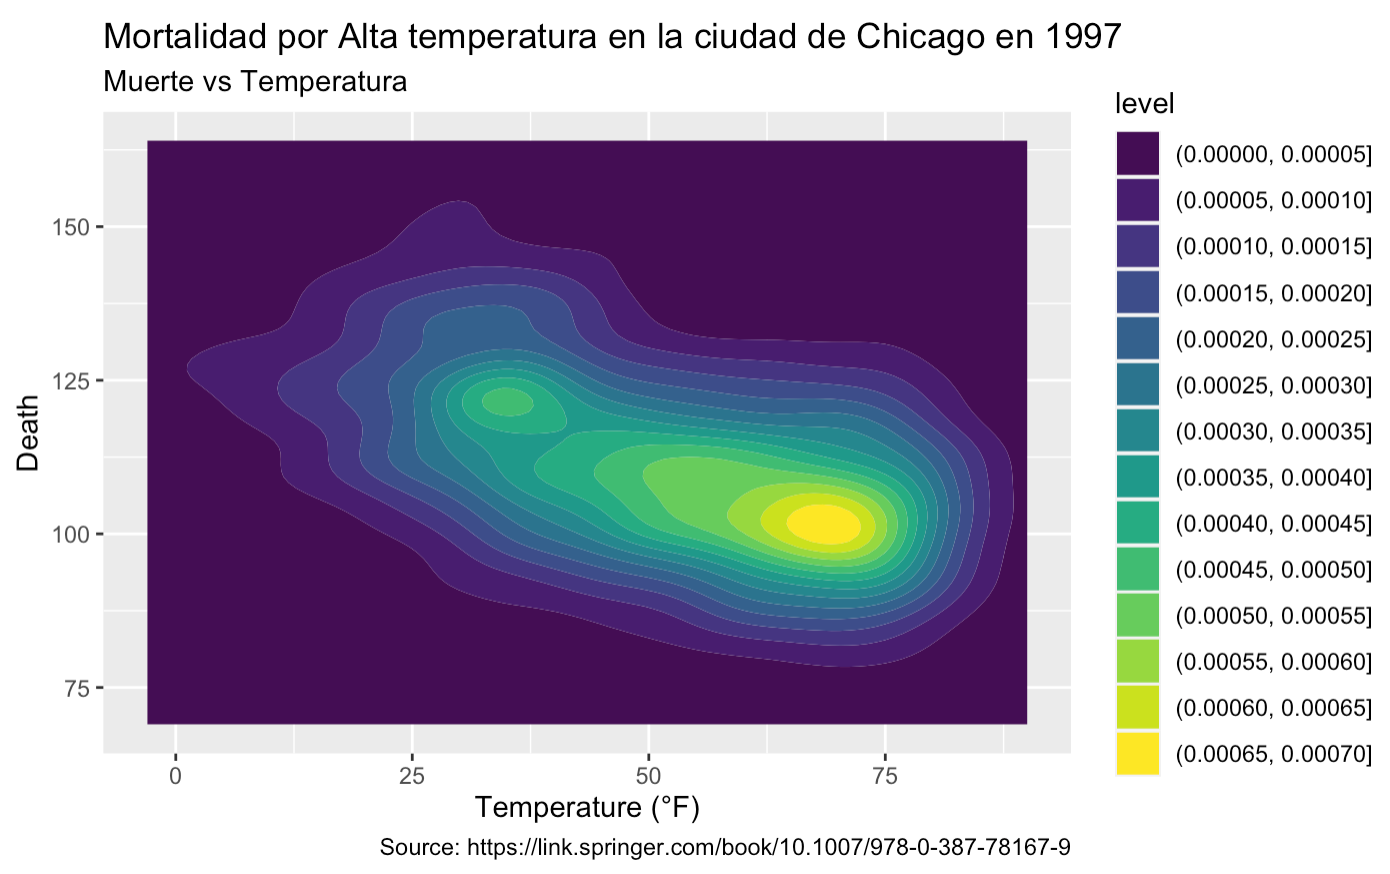 Mortalidad por Alta temperatura en la ciudad de Chicago en 1997
Muerte vs Temperatura
level
(0.00000, 0.00005]
(0.00005, 0.00010]
(0.00010, 0.00015]
(0.00015, 0.00020]
(0.00020, 0.00025]
(0.00025, 0.00030]
(0.00030, 0.00035]
(0.00035, 0.00040]
(0.00040, 0.00045]
(0.00045, 0.00050]
(0.00050, 0.00055]
(0.00055, 0.00060]
(0.00060, 0.00065]
(0.00065, 0.00070]
Death
150
125
100
75
0 25 50 75
Temperature (°F)
Source: https://link.springer.com/book/10.1007/978-0-387-78167-9